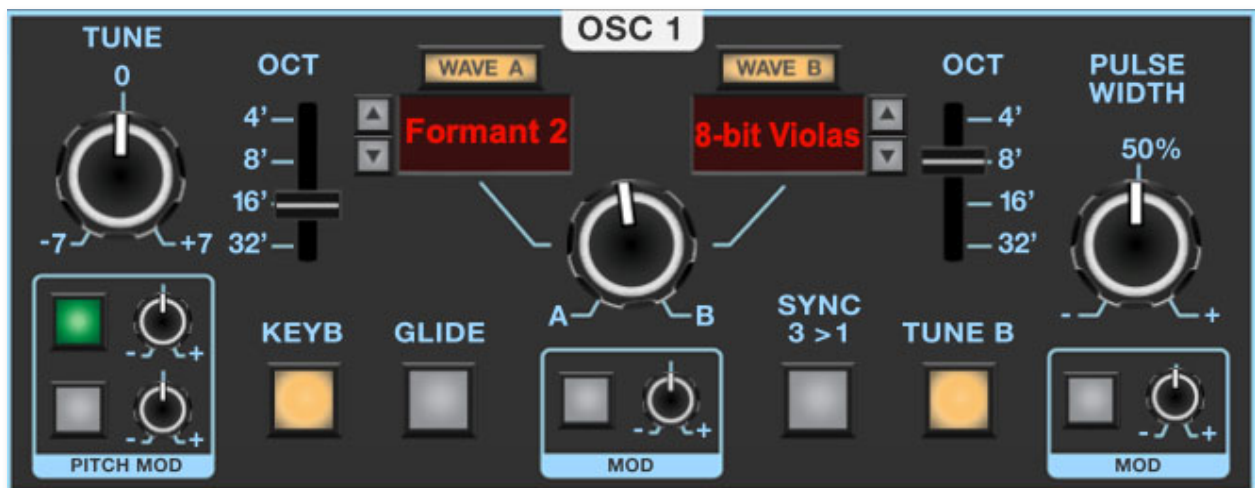 OSC 1
TUNE
0
-7
+7
OCT
4'
8'
16'
32'
WAVE A
Formant 2
WAVE B
8-bit Violas
OCT
4'
8'
16'
32'
PULSE
WIDTH
50%
- +
A B
KEYB
GLIDE
SYNC
3 >1
TUNE B
- +
- +
PITCH MOD
- +
MOD
- +
MOD